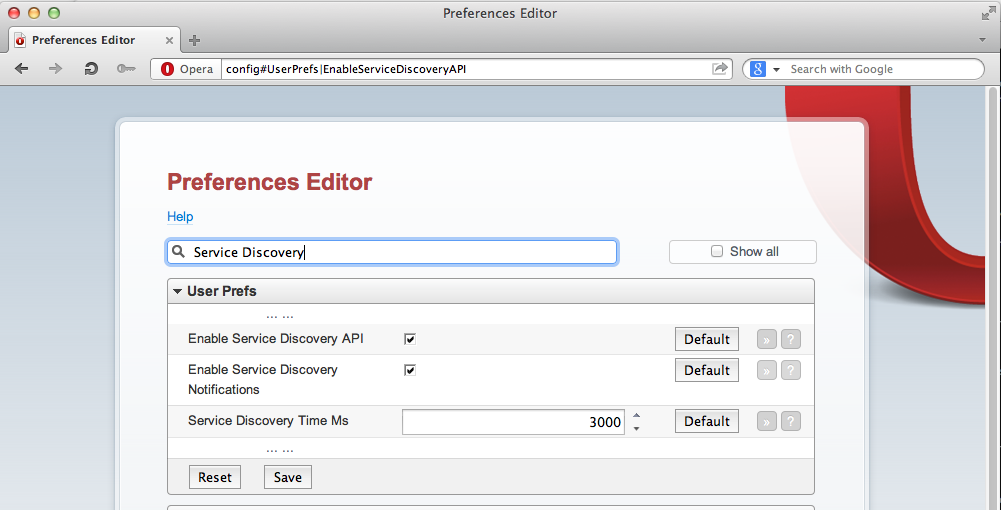 Preferences Editor
Preferences Editor
Opera config#UserPrefs|EnableServiceDiscoveryAPI
Search with Google
Preferences Editor
Help
Service Discovery
Show all
User Prefs
... ...
Enable Service Discovery API Default » ?
Enable Service Discovery Default » ?
Notifications
Service Discovery Time Ms 3000 Default » ?
... ...
Reset Save